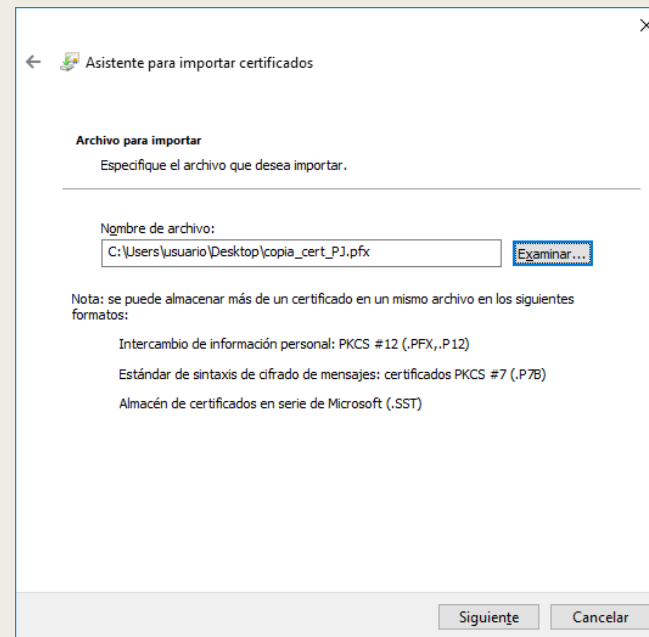 Asistente para importar certificados
Archivo para importar
Especifique el archivo que desea importar.
Nombre de archivo:
C:\Users\usuario\Desktop\copia_cert_PJ.pfx
Examinar...
Nota: se puede almacenar más de un certificado en un mismo archivo en los siguientes
formatos:
Intercambio de información personal: PKCS #12 (.PFX,.P12)
Estándar de sintaxis de cifrado de mensajes: certificados PKCS #7 (.P7B)
Almacén de certificados en serie de Microsoft (.SST)
Siguiente
Cancelar